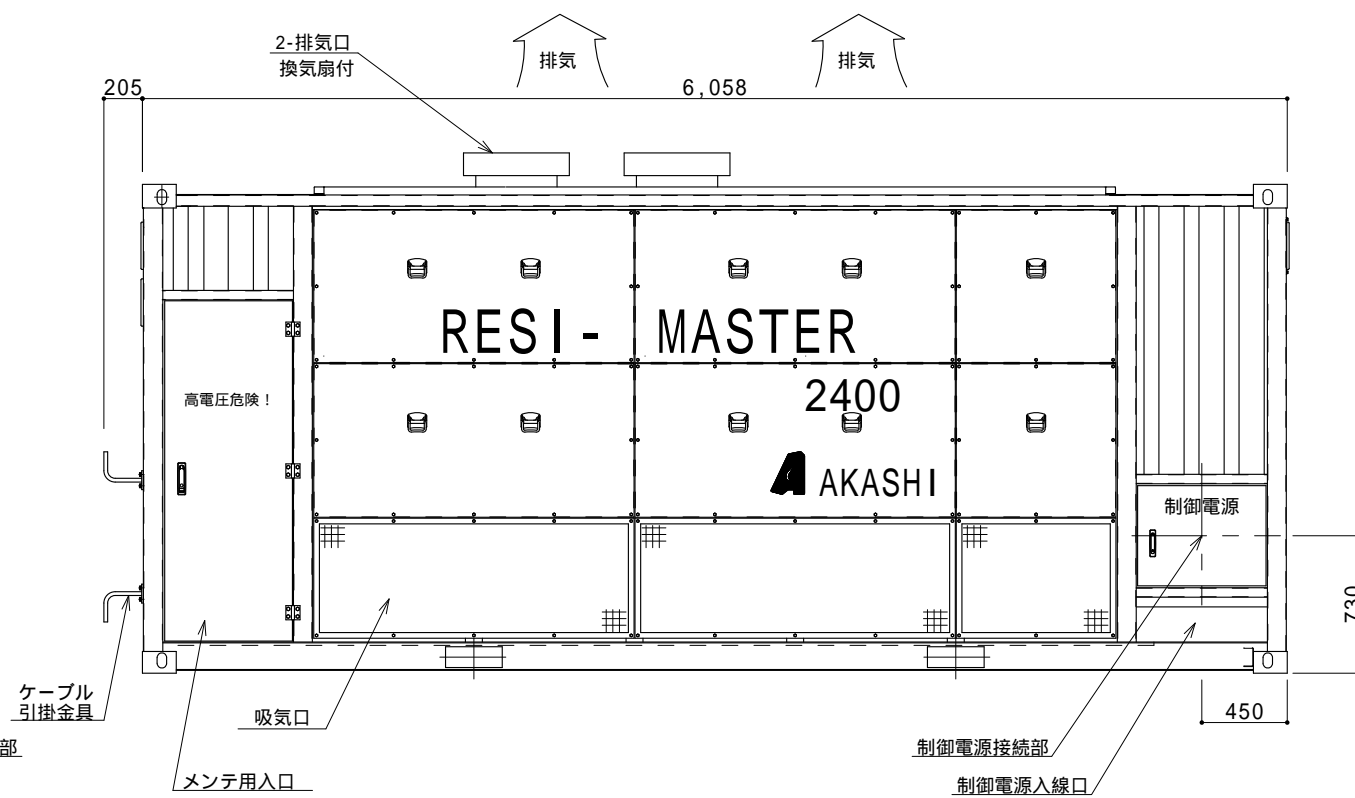 2-排気口
換気扇付
排気
排気
205
6,058
RESI- MASTER
高電圧危険！
2400
A AKASHI
制御電源
730
ケーブル
引掛金具
部
吸気口
メンテ用入口
450
制御電源接続部
制御電源入線口